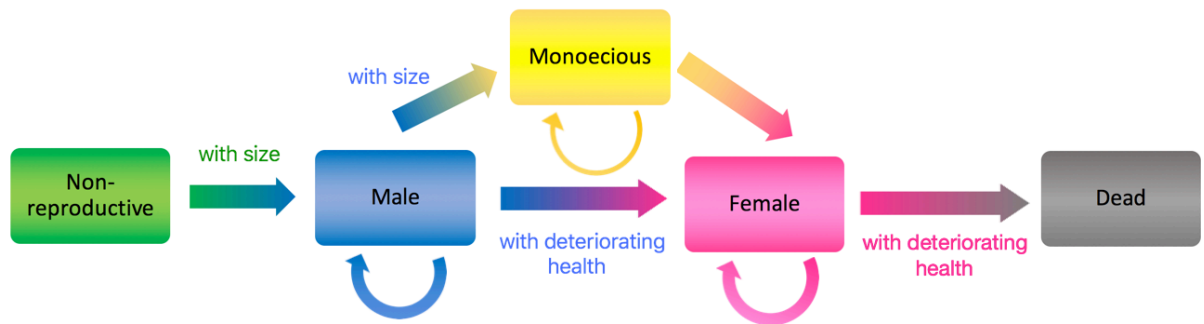 Monoecious
with size
with size
Non-
reproductive
Male
Female
Dead
with deteriorating
health
with deteriorating
health